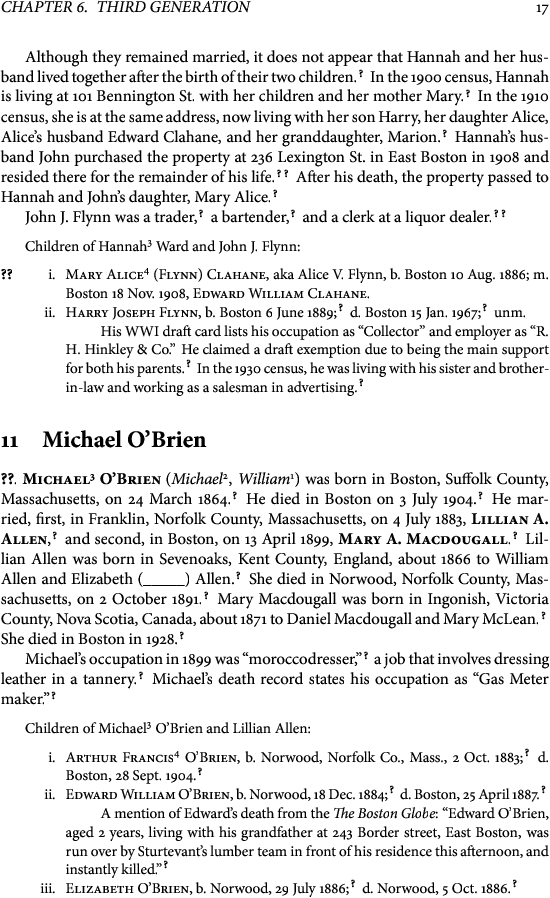 CHAPTER 6. THIRD GENERATION 17
Although they remained married, it does not appear that Hannah and her hus-
band lived together after the birth of their two children.? In the 1900 census, Hannah
is living at 101 Bennington St. with her children and her mother Mary.? In the 1910
census, she is at the same address, now living with her son Harry, her daughter Alice,
Alice's husband Edward Clahane, and her granddaughter, Marion.? Hannah's hus-
band John purchased the property at 236 Lexington St. in East Boston in 1908 and
resided there for the remainder of his life.? ? After his death, the property passed to
Hannah and John's daughter, Mary Alice.?
John J. Flynn was a trader,? a bartender,? and a clerk at a liquor dealer.? ?
Children of Hannah³ Ward and John J. Flynn:
?? i. Mary Alice⁴ (Flynn) Clahane, aka Alice V. Flynn, b. Boston 10 Aug. 1886; m.
Boston 18 Nov. 1908, Edward William Clahane.
ii. Harry Joseph Flynn, b. Boston 6 June 1889;? d. Boston 15 Jan. 1967;? unm.
His WWI draft card lists his occupation as “Collector” and employer as “R.
H. Hinkley & Co.” He claimed a draft exemption due to being the main support
for both his parents.? In the 1930 census, he was living with his sister and brother-
in-law and working as a salesman in advertising.?
11 Michael O'Brien
??. Michael³ O'Brien (Michael², William¹) was born in Boston, Suffolk County,
Massachusetts, on 24 March 1864.? He died in Boston on 3 July 1904.? He mar-
ried, first, in Franklin, Norfolk County, Massachusetts, on 4 July 1883, Lillian A.
Allen,? and second, in Boston, on 13 April 1899, Mary A. Macdougall.? Lil-
lian Allen was born in Sevenoaks, Kent County, England, about 1866 to William
Allen and Elizabeth (_____) Allen.? She died in Norwood, Norfolk County, Mas-
sachusetts, on 2 October 1891.? Mary Macdougall was born in Ingonish, Victoria
County, Nova Scotia, Canada, about 1871 to Daniel Macdougall and Mary McLean.?
She died in Boston in 1928.?
Michael's occupation in 1899 was “moroccodresser,”? a job that involves dressing
leather in a tannery.? Michael's death record states his occupation as “Gas Meter
maker.”?
Children of Michael³ O'Brien and Lillian Allen:
i. Arthur Francis⁴ O'Brien, b. Norwood, Norfolk Co., Mass., 2 Oct. 1883;? d.
Boston, 28 Sept. 1904.?
ii. Edward William O'Brien, b. Norwood, 18 Dec. 1884;? d. Boston, 25 April 1887.?
A mention of Edward's death from the The Boston Globe: “Edward O'Brien,
aged 2 years, living with his grandfather at 243 Border street, East Boston, was
run over by Sturtevant's lumber team in front of his residence this afternoon, and
instantly killed.”?
iii. Elizabeth O'Brien, b. Norwood, 29 July 1886;? d. Norwood, 5 Oct. 1886.?